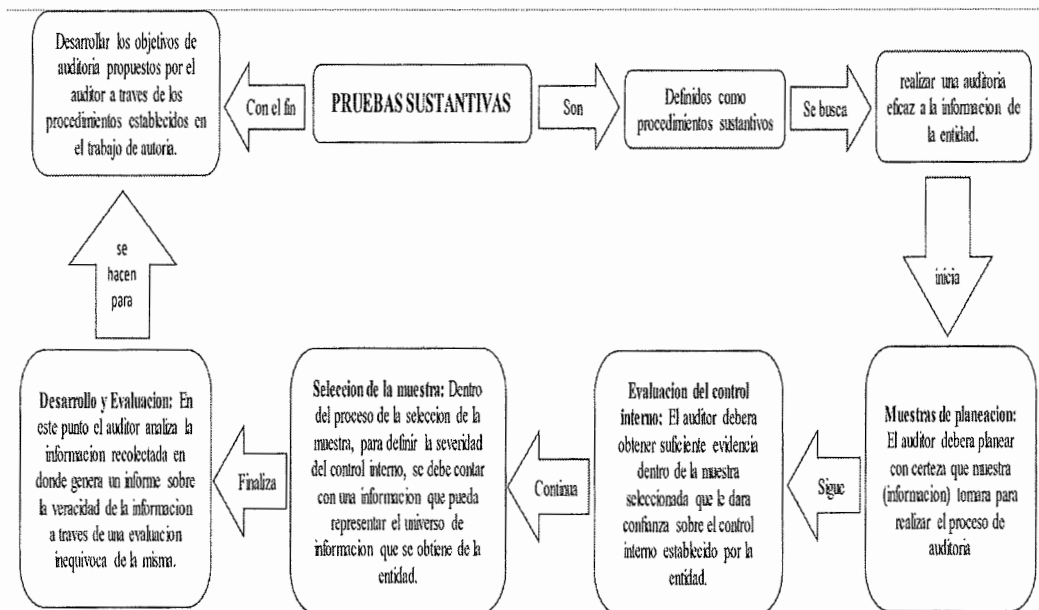 PRUEBAS SUSTANTIVAS
Son
Definidos como
procedimientos sustantivos
Se busca
realizar una auditoria
eficaz a la informacion de
la entidad.
inicia
Muestras de planeacion:
El auditor debera planear
con certeza que muestra
(informacion) tomara para
realizar el proceso de
auditoria
Sigue
Evaluacion del control
interno: El auditor debera
obtener suficiente evidencia
dentro de la muestra
seleccionada que le dara
confianza sobre el control
interno establecido por la
entidad.
Continua
Seleccion de la muestra: Dentro
del proceso de la seleccion de la
muestra, para definir la severidad
del control interno, se debe contar
con una informacion que pueda
representar el universo de
informacion que se obtiene de la
entidad.
Finaliza
Desarrollo y Evaluacion: En
este punto el auditor analiza la
informacion recolectada en
donde genera un informe sobre
la veracidad de la informacion
a traves de una evaluacion
inequivoca de la misma.
se
hacen
para
Desarrollar los objetivos de
auditoria propuestos por el
auditor a traves de los
procedimientos establecidos en
el trabajo de autoria.
Con el fin